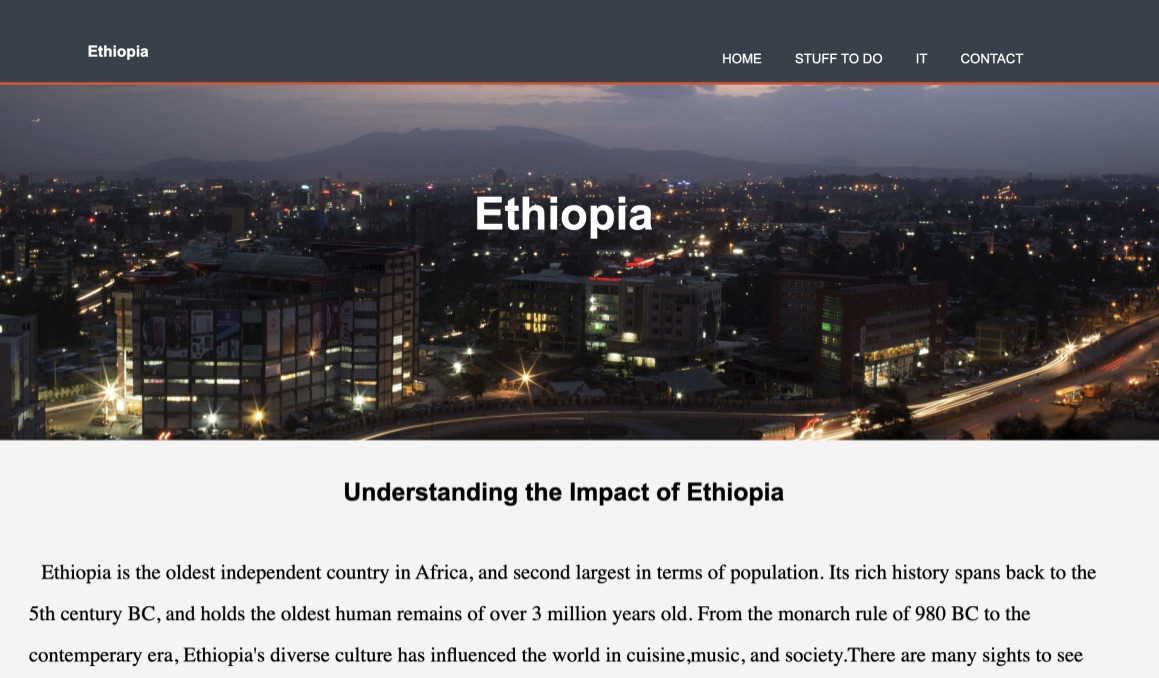 Ethiopia
HOME STUFF TO DO IT CONTACT
Ethiopia
Understanding the Impact of Ethiopia
Ethiopia is the oldest independent country in Africa, and second largest in terms of population. Its rich history spans back to the
5th century BC, and holds the oldest human remains of over 3 million years old. From the monarch rule of 980 BC to the
contemperary era, Ethiopia's diverse culture has influenced the world in cuisine,music, and society.There are many sights to see